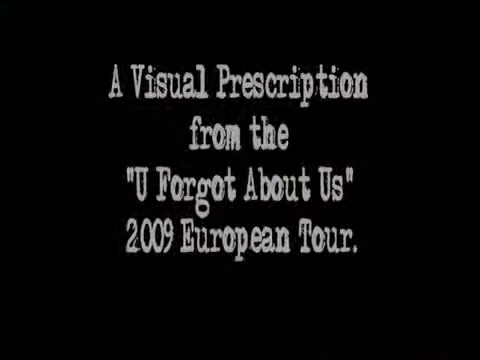 A Visual Prescription
from the
"U Forgot About Us"
2009 European Tour.